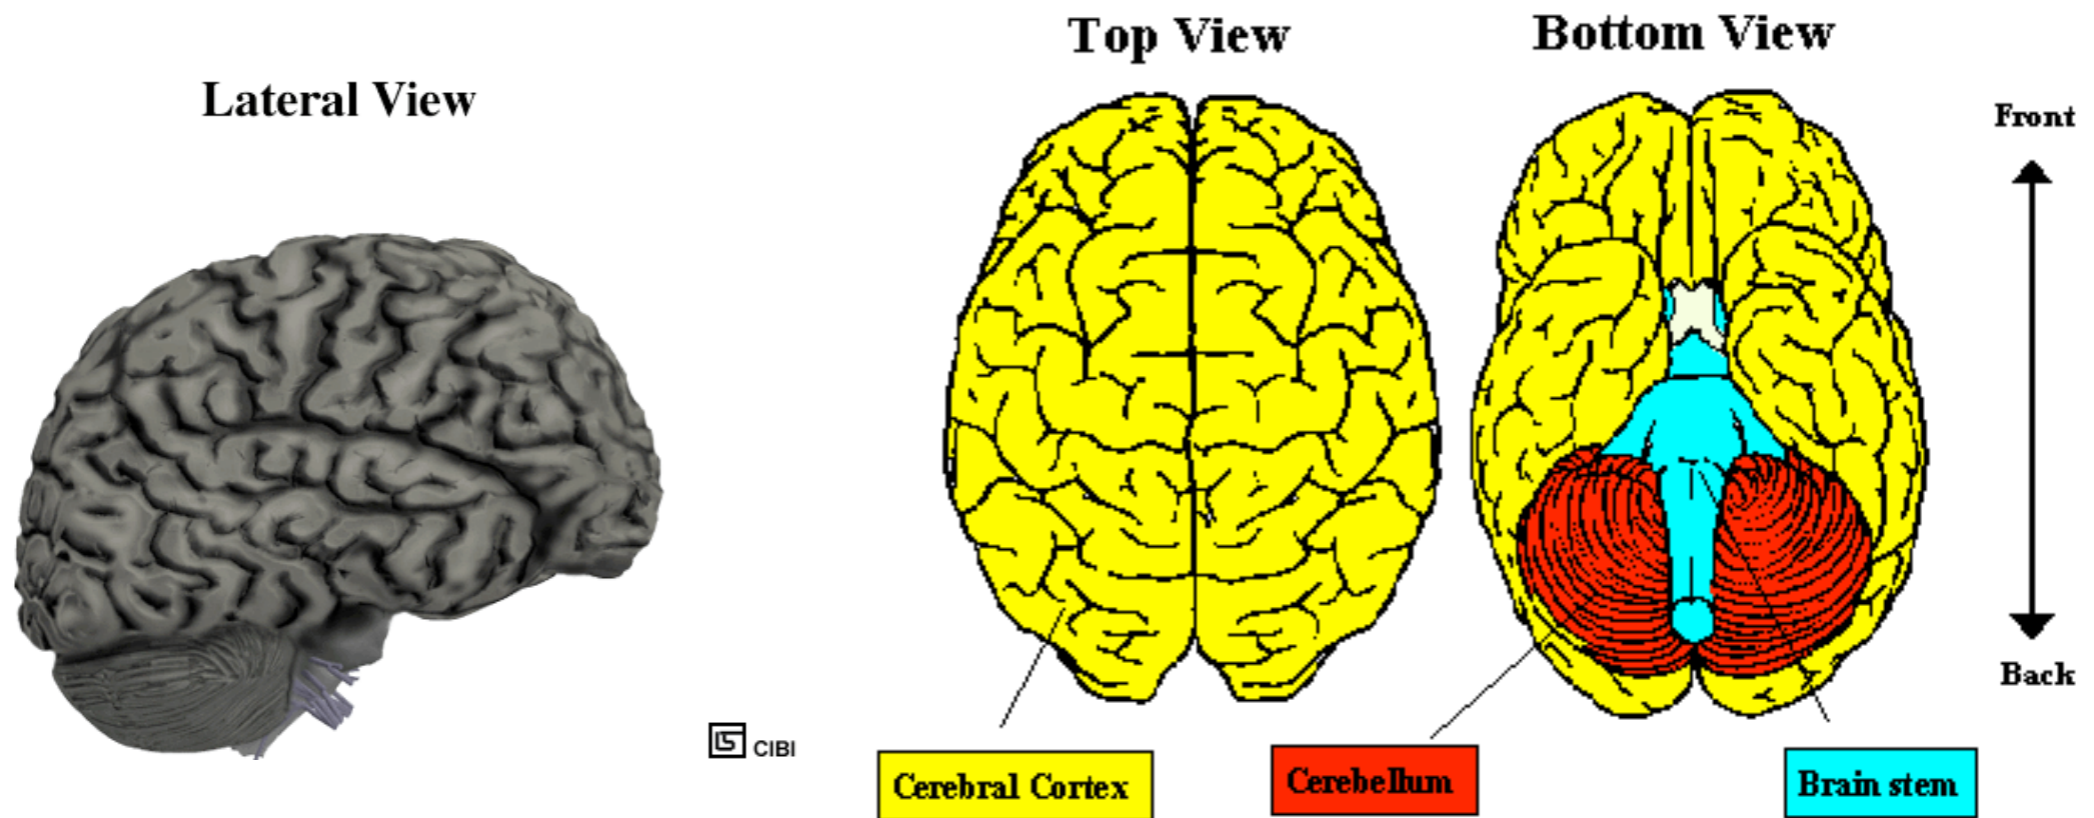 Lateral View
CIBI
Top View
Bottom View
Front
Back
Cerebral Cortex
Cerebellum
Brain stem